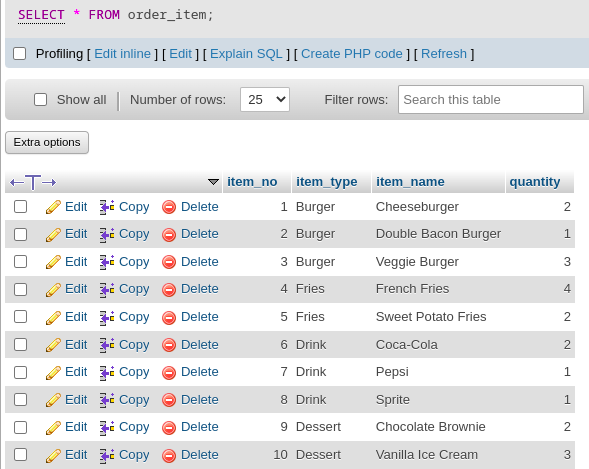 SELECT * FROM order_item;
Profiling [ Edit inline ] [ Edit ] [ Explain SQL ] [ Create PHP code ] [ Refresh ]
Show all Number of rows: 25 Filter rows: Search this table
Extra options
←T→ item_no item_type item_name quantity
Edit Copy Delete 1 Burger Cheeseburger 2
Edit Copy Delete 2 Burger Double Bacon Burger 1
Edit Copy Delete 3 Burger Veggie Burger 3
Edit Copy Delete 4 Fries French Fries 4
Edit Copy Delete 5 Fries Sweet Potato Fries 2
Edit Copy Delete 6 Drink Coca-Cola 2
Edit Copy Delete 7 Drink Pepsi 1
Edit Copy Delete 8 Drink Sprite 1
Edit Copy Delete 9 Dessert Chocolate Brownie 2
Edit Copy Delete 10 Dessert Vanilla Ice Cream 3